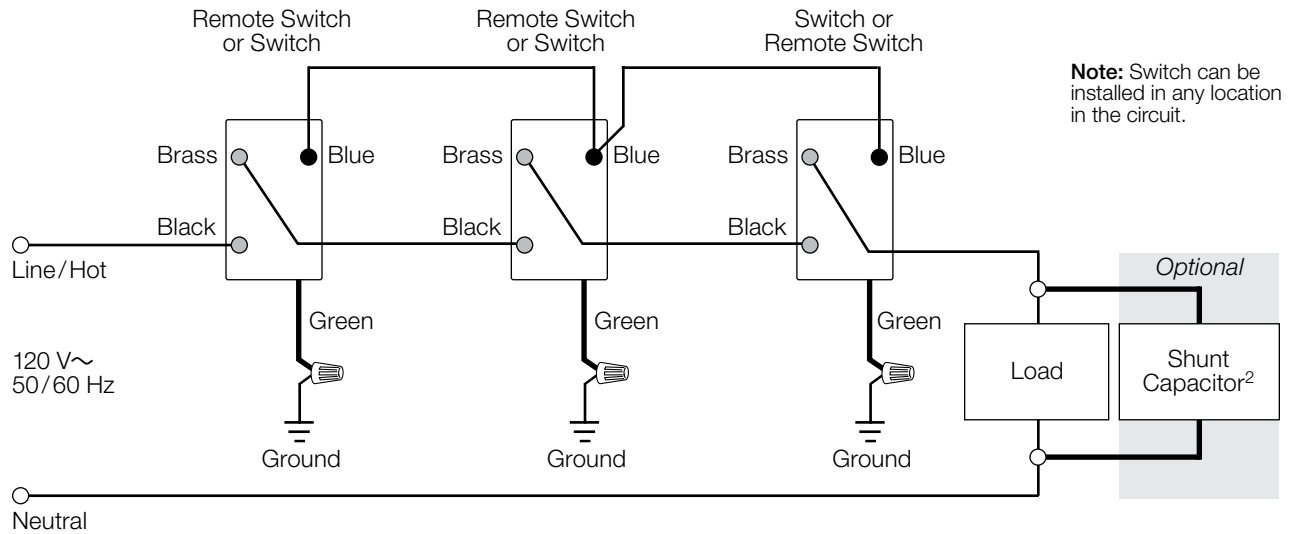 Remote Switch
or Switch
Remote Switch
or Switch
Switch or
Remote Switch
Note: Switch can be
installed in any location
in the circuit.
Brass
Blue
Brass
Blue
Brass
Blue
Black
Black
Black
Line/Hot
Optional
Green
Green
Green
120 V~
50/60 Hz
Load
Shunt
Capacitor²
Ground
Ground
Ground
Neutral